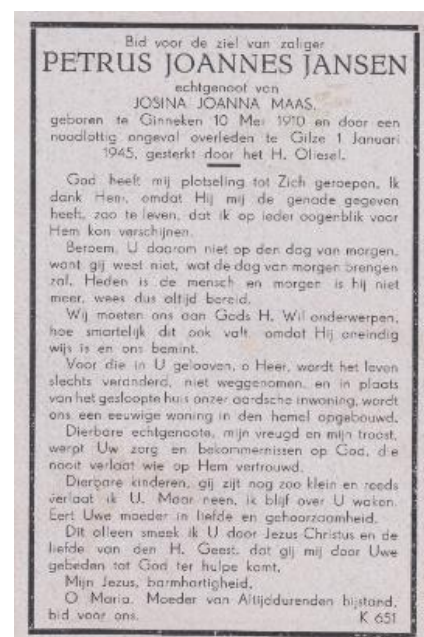 Bid voor de ziel van zaliger
PETRUS JOANNES JANSEN
echtgenoot van
JOSINA JOANNA MAAS,
geboren te Ginneken 10 Mei 1910 en door een
noodlottig ongeval overleden te Gilze 1 Januari
1945, gesterkt door het H. Oliesel.
God heeft mij plotseling tot Zich geroepen. Ik
dank Hem, omdat Hij mij de genade gegeven
heeft, zoo te leven, dat ik op ieder oogenblik voor
Hem kon verschijnen.
Beroem, U daarom niet op den dag van morgen,
want gij weet niet, wat de dag van morgen brengen
zal. Heden is de mensch en morgen is hij niet
meer, wees dus altijd bereid.
Wij moeten ons aan Gods H. Wil onderwerpen,
hoe smartelijk dit ook valt, omdat Hij oneindig
wijs is en ons bemint.
Voor die in U gelooven, o Heer, wordt het leven
slechts veranderd, niet weggenomen, en in plaats
van het gesloopte huis onzer aardsche inwoning, wordt
ons een eeuwige woning in den hemel opgebouwd.
Dierbare echtgenoote, mijn vreugd en mijn troost,
werpt Uw zorg en bekommernissen op God, die
nooit verlaat wie op Hem vertrouwd.
Dierbare kinderen, gij zijt nog zoo klein en reeds
verlaat ik U. Maar neen, ik blijf over U waken.
Eert Uwe moeder in liefde en gehoorzaamheid.
Dit alleen smeek ik U door Jezus Christus en de
liefde van den H. Geest, dat gij mij door Uwe
gebeden tot God ter hulpe komt.
Mijn Jezus, barmhartigheid.
O Maria, Moeder van Altijddurenden bijstand,
bid voor ons. K 651